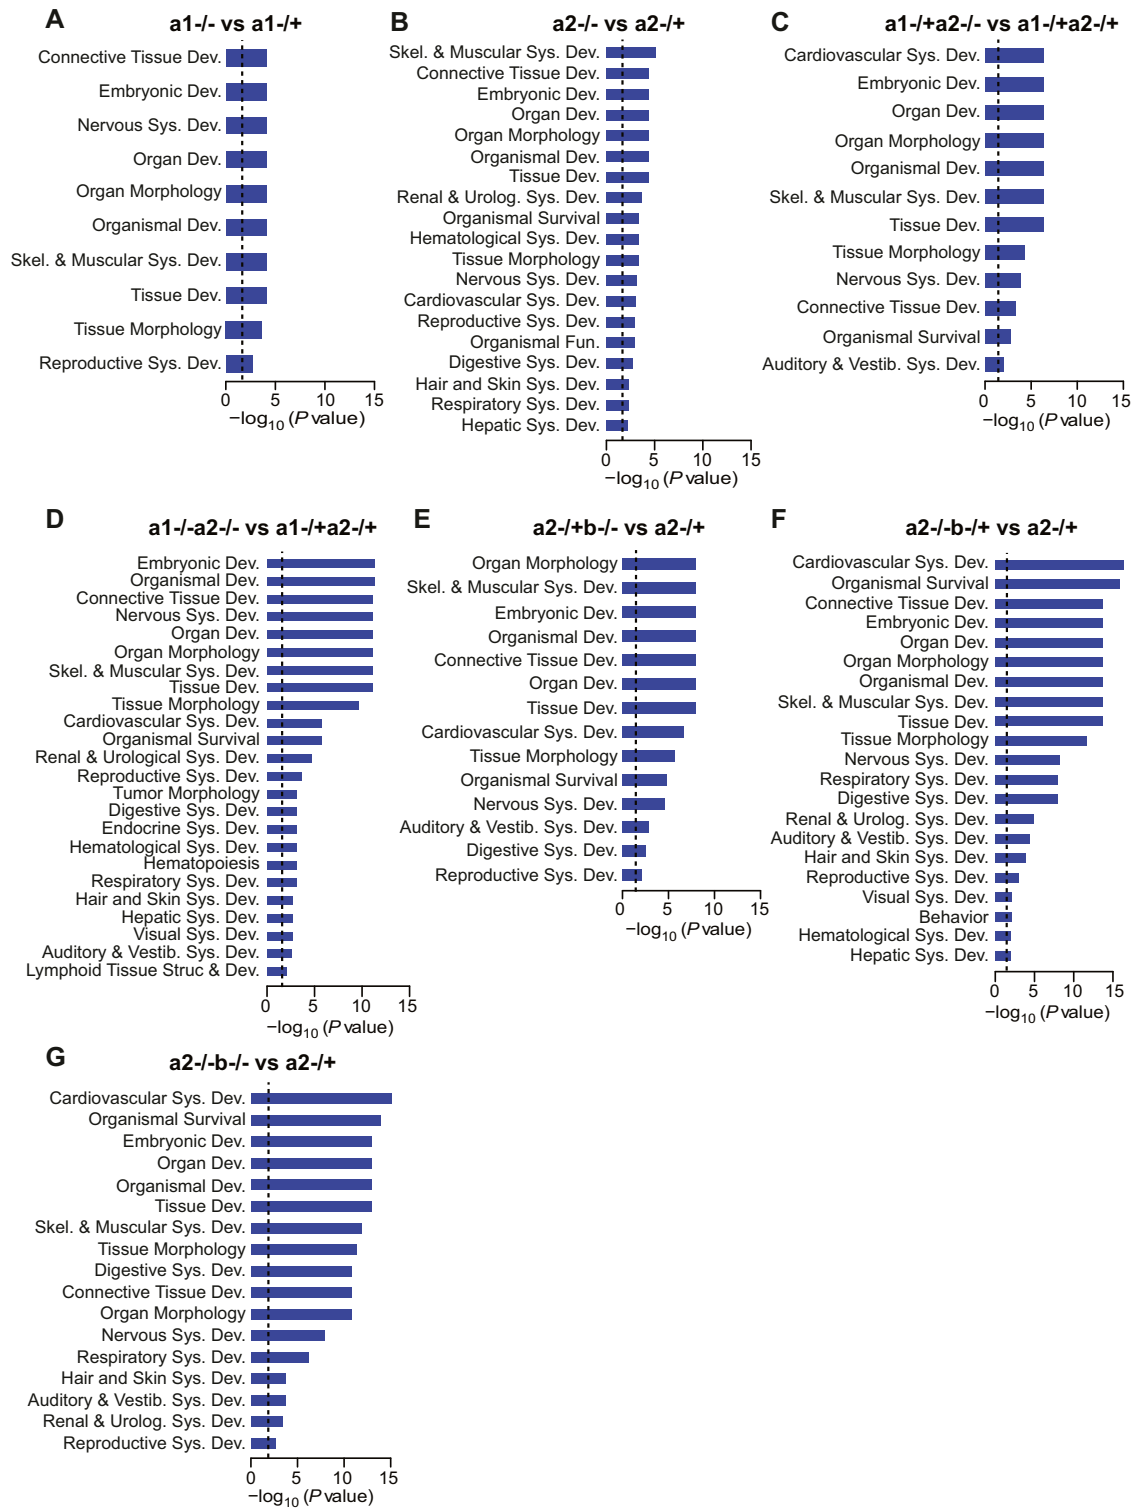 A
a1-/- vs a1-/+
Connective Tissue Dev.
Embryonic Dev.
Nervous Sys. Dev.
Organ Dev.
Organ Morphology
Organismal Dev.
Skel. & Muscular Sys. Dev.
Tissue Dev.
Tissue Morphology
Reproductive Sys. Dev.
0 5 10 15
−log10 (P value)
B
a2-/- vs a2-/+
Skel. & Muscular Sys. Dev.
Connective Tissue Dev.
Embryonic Dev.
Organ Dev.
Organ Morphology
Organismal Dev.
Tissue Dev.
Renal & Urolog. Sys. Dev.
Organismal Survival
Hematological Sys. Dev.
Tissue Morphology
Nervous Sys. Dev.
Cardiovascular Sys. Dev.
Reproductive Sys. Dev.
Organismal Fun.
Digestive Sys. Dev.
Hair and Skin Sys. Dev.
Respiratory Sys. Dev.
Hepatic Sys. Dev.
0 5 10 15
−log10 (P value)
C
a1-/+a2-/- vs a1-/+a2-/+
Cardiovascular Sys. Dev.
Embryonic Dev.
Organ Dev.
Organ Morphology
Organismal Dev.
Skel. & Muscular Sys. Dev.
Tissue Dev.
Tissue Morphology
Nervous Sys. Dev.
Connective Tissue Dev.
Organismal Survival
Auditory & Vestib. Sys. Dev.
0 5 10 15
−log10 (P value)
D
a1-/-a2-/- vs a1-/+a2-/+
Embryonic Dev.
Organismal Dev.
Connective Tissue Dev.
Nervous Sys. Dev.
Organ Dev.
Organ Morphology
Skel. & Muscular Sys. Dev.
Tissue Dev.
Tissue Morphology
Cardiovascular Sys. Dev.
Organismal Survival
Renal & Urological Sys. Dev.
Reproductive Sys. Dev.
Tumor Morphology
Digestive Sys. Dev.
Endocrine Sys. Dev.
Hematological Sys. Dev.
Hematopoiesis
Respiratory Sys. Dev.
Hair and Skin Sys. Dev.
Hepatic Sys. Dev.
Visual Sys. Dev.
Auditory & Vestib. Sys. Dev.
Lymphoid Tissue Struc & Dev.
0 5 10 15
−log10 (P value)
E
a2-/+b-/- vs a2-/+
Organ Morphology
Skel. & Muscular Sys. Dev.
Embryonic Dev.
Organismal Dev.
Connective Tissue Dev.
Organ Dev.
Tissue Dev.
Cardiovascular Sys. Dev.
Tissue Morphology
Organismal Survival
Nervous Sys. Dev.
Auditory & Vestib. Sys. Dev.
Digestive Sys. Dev.
Reproductive Sys. Dev.
0 5 10 15
−log10 (P value)
F
a2-/-b-/+ vs a2-/+
Cardiovascular Sys. Dev.
Organismal Survival
Connective Tissue Dev.
Embryonic Dev.
Organ Dev.
Organ Morphology
Organismal Dev.
Skel. & Muscular Sys. Dev.
Tissue Dev.
Tissue Morphology
Nervous Sys. Dev.
Respiratory Sys. Dev.
Digestive Sys. Dev.
Renal & Urolog. Sys. Dev.
Auditory & Vestib. Sys. Dev.
Hair and Skin Sys. Dev.
Reproductive Sys. Dev.
Visual Sys. Dev.
Behavior
Hematological Sys. Dev.
Hepatic Sys. Dev.
0 5 10 15
−log10 (P value)
G
a2-/-b-/- vs a2-/+
Cardiovascular Sys. Dev.
Organismal Survival
Embryonic Dev.
Organ Dev.
Organismal Dev.
Tissue Dev.
Skel. & Muscular Sys. Dev.
Tissue Morphology
Digestive Sys. Dev.
Connective Tissue Dev.
Organ Morphology
Nervous Sys. Dev.
Respiratory Sys. Dev.
Hair and Skin Sys. Dev.
Auditory & Vestib. Sys. Dev.
Renal & Urolog. Sys. Dev.
Reproductive Sys. Dev.
0 5 10 15
−log10 (P value)